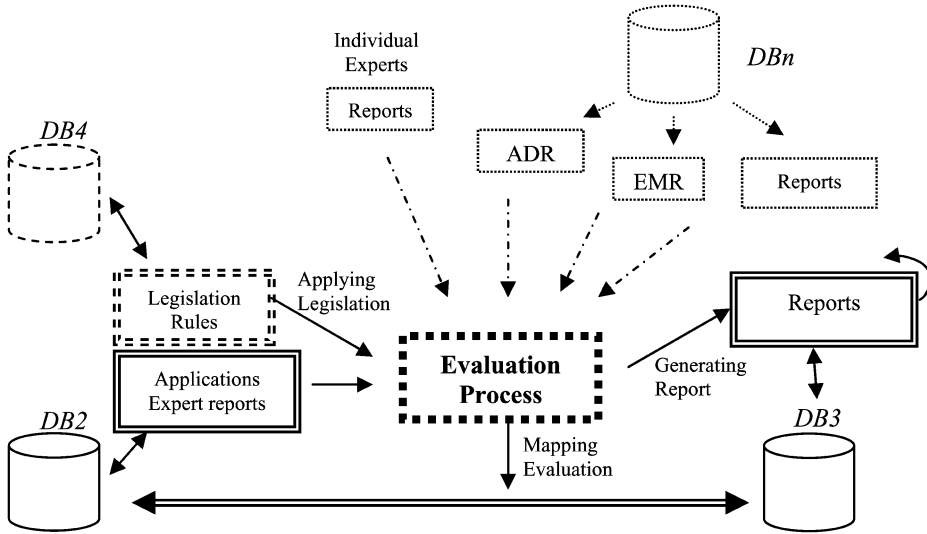 Individual
Experts
Reports
DBn
ADR
EMR
Reports
DB4
Legislation
Rules
Applying
Legislation
Applications
Expert reports
Evaluation
Process
Generating
Report
Reports
DB2
Mapping
Evaluation
DB3